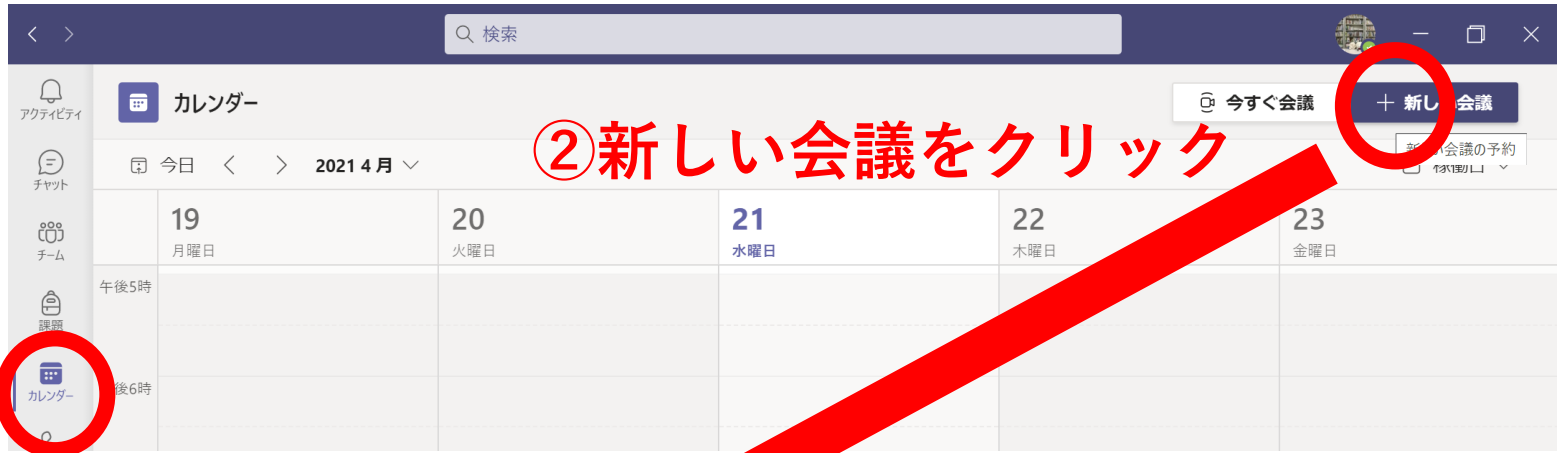 検索
アクティビティ
カレンダー
今すぐ会議
新し 会議
②新しい会議をクリック
今日
2021 4 月
い会議の予約
チャット
稼働日
19
20
21
22
23
月曜日
火曜日
水曜日
木曜日
金曜日
チーム
午後5時
課題
後6時
カレンダー